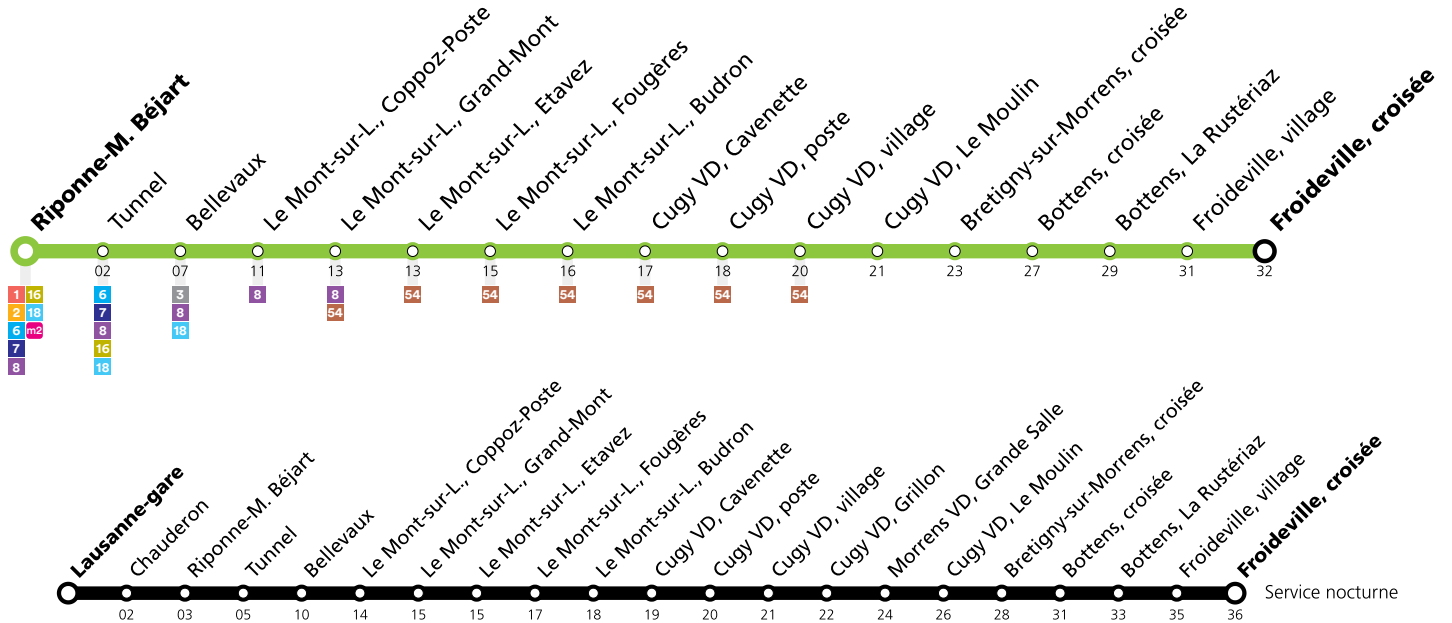 Riponne-M. Béjart
Tunnel
Bellevaux
Le Mont-sur-L., Coppoz-Poste
Le Mont-sur-L., Grand-Mont
Le Mont-sur-L., Etavez
Le Mont-sur-L., Fougères
Le Mont-sur-L., Budron
Cugy VD, Cavenette
Cugy VD, poste
Cugy VD, village
Cugy VD, Le Moulin
Bretigny-sur-Morrens, croisée
Bottens, croisée
Bottens, La Rustériaz
Froideville, village
Froideville, croisée
02 07 11 13 13 15 16 17 18 20 21 23 27 29 31 32
1 16 6 3 8 8 54 54 54 54 54 54
2 18 7 8 54
6 m2 8 18
7 16
8 18
Lausanne-gare
Chauderon
Riponne-M. Béjart
Tunnel
Bellevaux
Le Mont-sur-L., Coppoz-Poste
Le Mont-sur-L., Grand-Mont
Le Mont-sur-L., Etavez
Le Mont-sur-L., Fougères
Le Mont-sur-L., Budron
Cugy VD, Cavenette
Cugy VD, poste
Cugy VD, village
Cugy VD, Grillon
Morrens VD, Grande Salle
Cugy VD, Le Moulin
Bretigny-sur-Morrens, croisée
Bottens, croisée
Bottens, La Rustériaz
Froideville, village
Froideville, croisée
Service nocturne
02 03 05 10 14 15 15 17 18 19 20 21 22 24 26 28 31 33 35 36